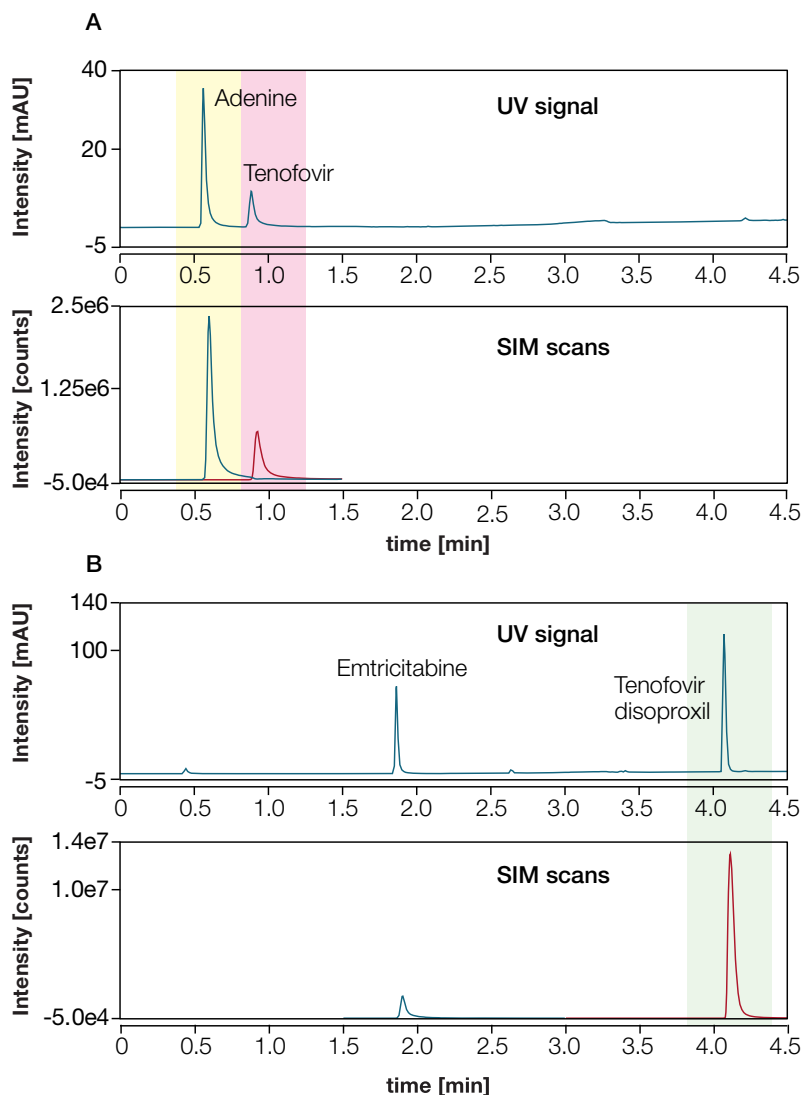 A
Intensity [mAU]
40
20
-5
Adenine
Tenofovir
UV signal
0 0.5 1.0 1.5 2.0 2.5 3.0 3.5 4.0 4.5
Intensity [counts]
2.5e6
1.25e6
-5.0e4
SIM scans
0 0.5 1.0 1.5 2.0 2.5 3.0 3.5 4.0 4.5
time [min]
B
Intensity [mAU]
140
100
-5
UV signal
Emtricitabine
Tenofovir
disoproxil
0 0.5 1.0 1.5 2.0 2.5 3.0 3.5 4.0 4.5
Intensity [counts]
1.4e7
1.0e7
-5.0e4
SIM scans
0 0.5 1.0 1.5 2.0 2.5 3.0 3.5 4.0 4.5
time [min]